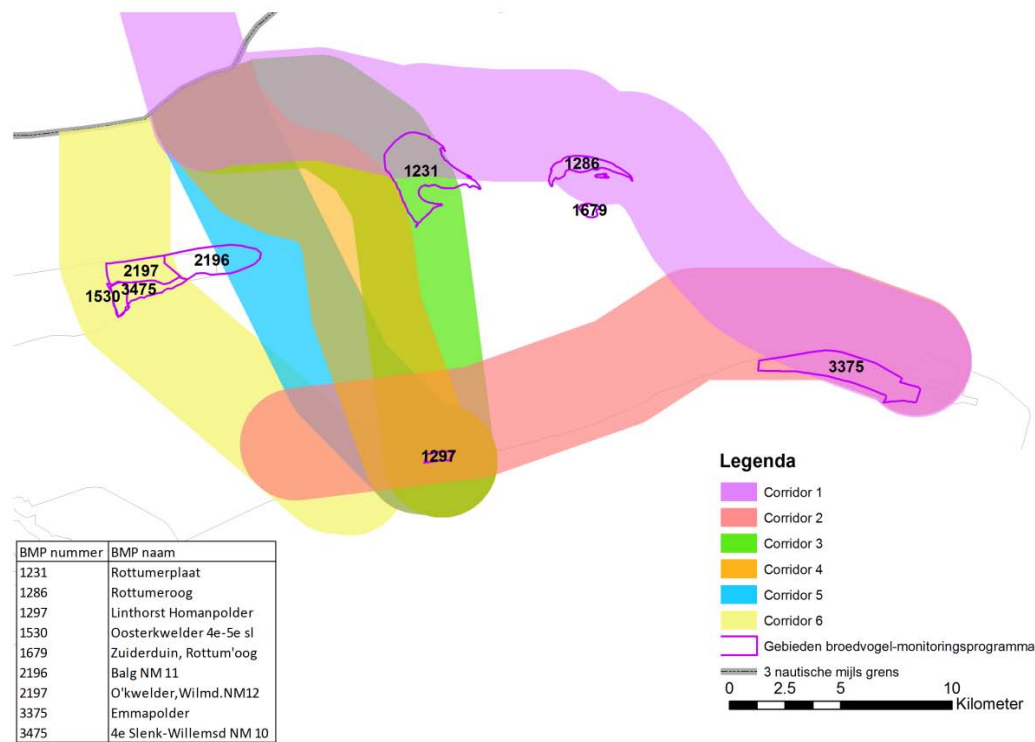 1286
1231
1679
2197
2196
1530
3475
3375
1297
Legenda
Corridor 1
Corridor 2
Corridor 3
Corridor 4
Corridor 5
Corridor 6
Gebieden broedvogel-monitoringsprogramma
3 nautische mijls grens
0 2.5 5 10
Kilometer
BMP nummer BMP naam
1231 Rottumerplaat
1286 Rottumeroog
1297 Linthorst Homanpolder
1530 Oosterkwelder 4e-5e sl
1679 Zuiderduin, Rottum'oog
2196 Balg NM 11
2197 O'kwelder,Wilmd.NM12
3375 Emmapolder
3475 4e Slenk-Willemsd NM 10